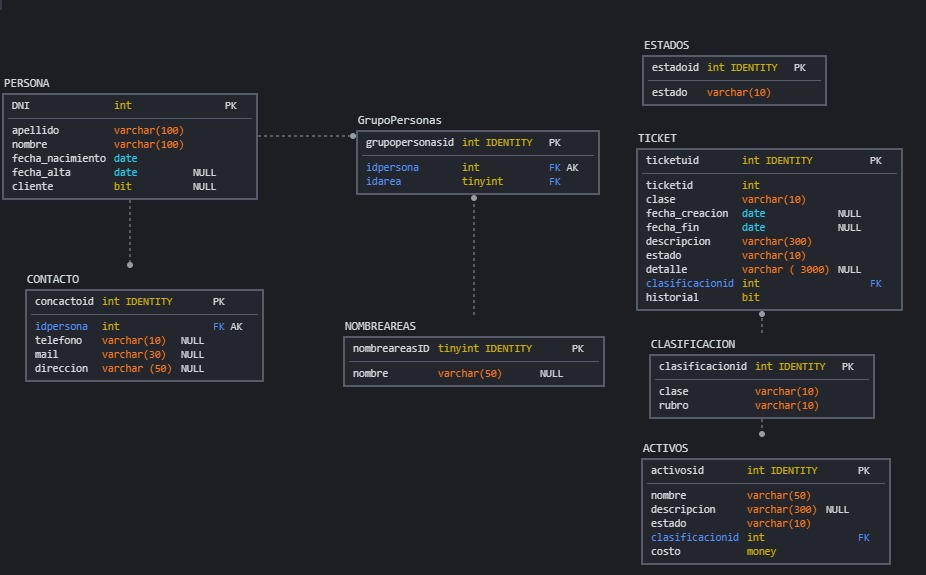 PERSONA
DNI int PK
apellido varchar(100)
nombre varchar(100)
fecha_nacimiento date
fecha_alta date NULL
cliente bit NULL
CONTACTO
concactoid int IDENTITY PK
idpersona int FK AK
telefono varchar(10) NULL
mail varchar(30) NULL
direccion varchar (50) NULL
GrupoPersonas
grupopersonasid int IDENTITY PK
idpersona int FK AK
idarea tinyint FK
NOMBREAREAS
nombreareasID tinyint IDENTITY PK
nombre varchar(50) NULL
ESTADOS
estadoid int IDENTITY PK
estado varchar(10)
TICKET
ticketuid int IDENTITY PK
ticketid int
clase varchar(10)
fecha_creacion date NULL
fecha_fin date NULL
descripcion varchar(300)
estado varchar(10)
detalle varchar ( 3000) NULL
clasificacionid int FK
historial bit
CLASIFICACION
clasificacionid int IDENTITY PK
clase varchar(10)
rubro varchar(10)
ACTIVOS
activosid int IDENTITY PK
nombre varchar(50)
descripcion varchar(300) NULL
estado varchar(10)
clasificacionid int FK
costo money